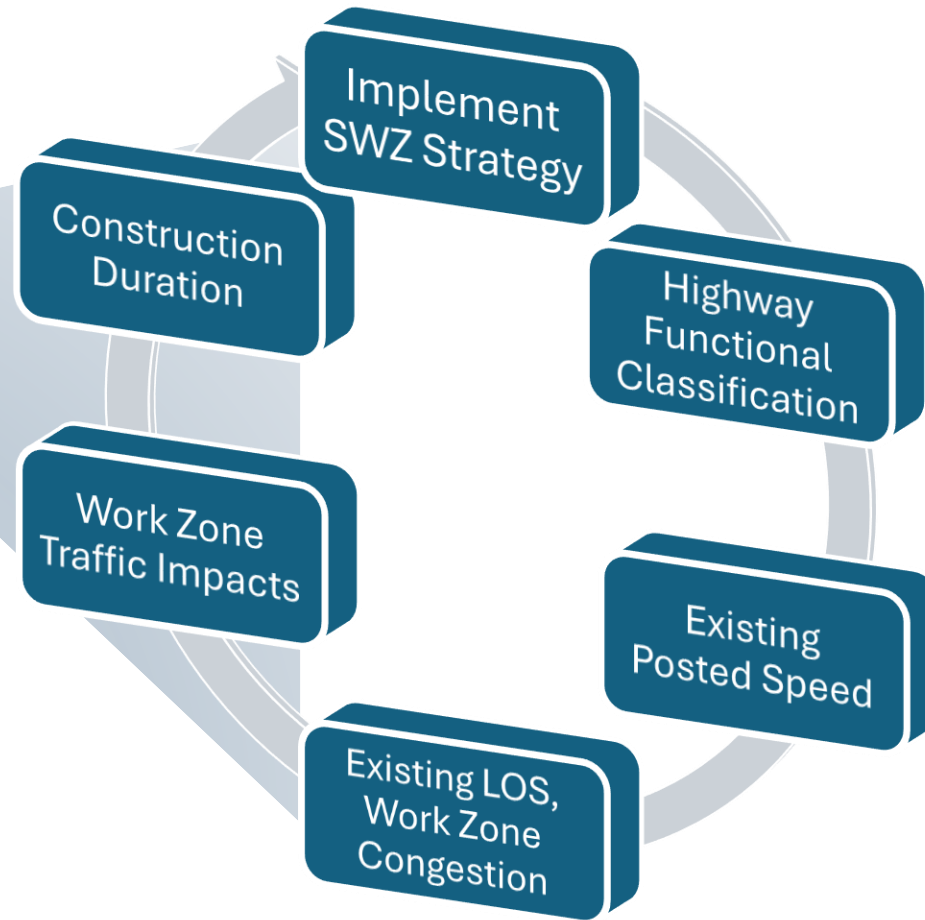 Implement
SWZ Strategy
Highway
Functional
Classification
Existing
Posted Speed
Existing LOS,
Work Zone
Congestion
Work Zone
Traffic Impacts
Construction
Duration